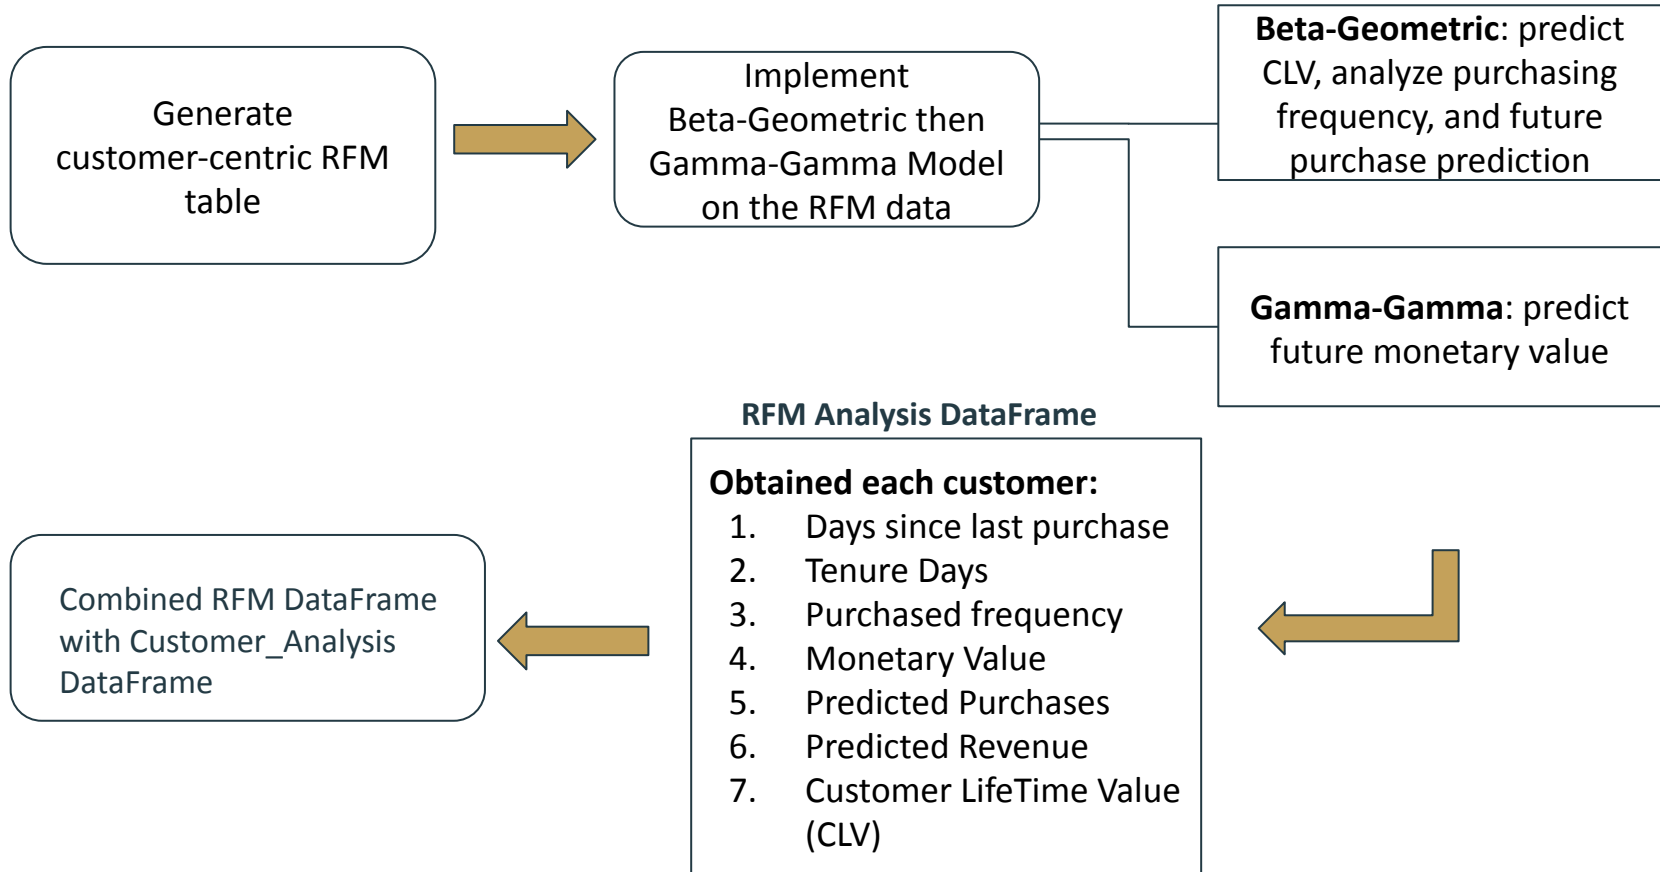 Generate
customer-centric RFM
table
Implement
Beta-Geometric then
Gamma-Gamma Model
on the RFM data
Beta-Geometric: predict
CLV, analyze purchasing
frequency, and future
purchase prediction
Gamma-Gamma: predict
future monetary value
RFM Analysis DataFrame
Obtained each customer:
1. Days since last purchase
2. Tenure Days
3. Purchased frequency
4. Monetary Value
5. Predicted Purchases
6. Predicted Revenue
7. Customer LifeTime Value
(CLV)
Combined RFM DataFrame
with Customer_Analysis
DataFrame